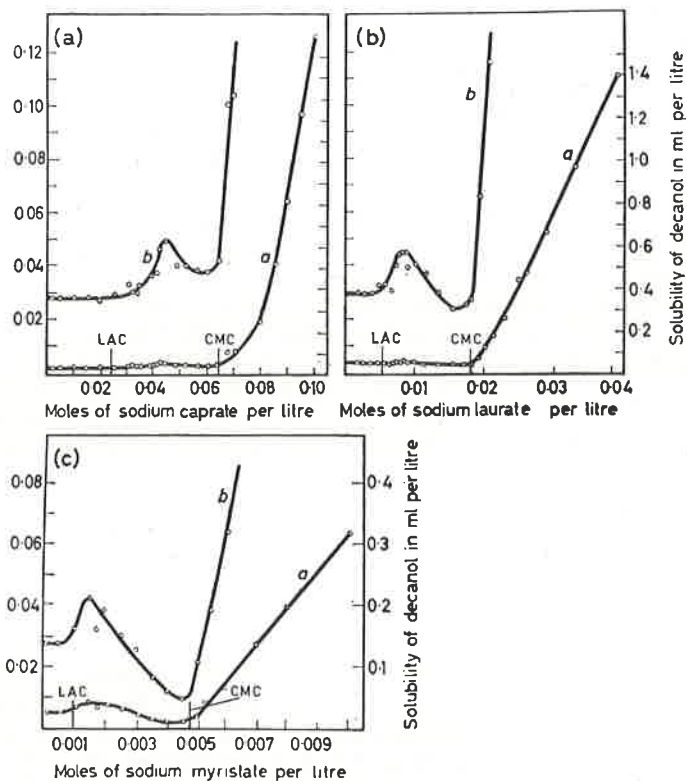 (a)
0·12
0·10
0·08
0·06
0·04
0·02
b
a
LAC
CMC
0·02 0·04 0·06 0·08 0·10
Moles of sodium caprate per litre
(b)
b
a
LAC
CMC
1·4
1·2
1·0
0·8
0·6
0·4
0·2
Solubility of decanol in ml per litre
0·01 0·02 0·03 0·04
Moles of sodium laurate per litre
(c)
0·08
0·06
0·04
0·02
b
a
LAC
CMC
0·4
0·3
0·2
0·1
Solubility of decanol in ml per litre
0·001 0·003 0·005 0·007 0·009
Moles of sodium myristate per litre